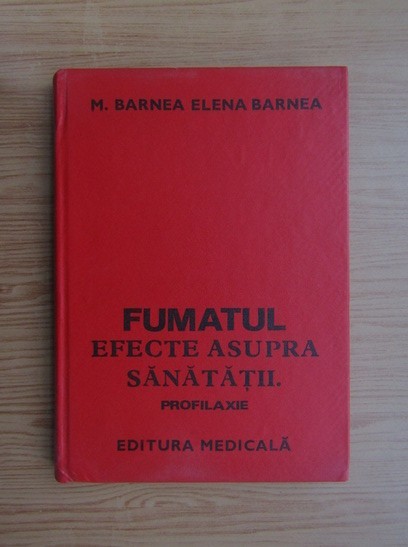 M. BARNEA ELENA BARNEA
FUMATUL
EFECTE ASUPRA
SĂNĂTĂȚII.
PROFILAXIE
EDITURA MEDICALĂ